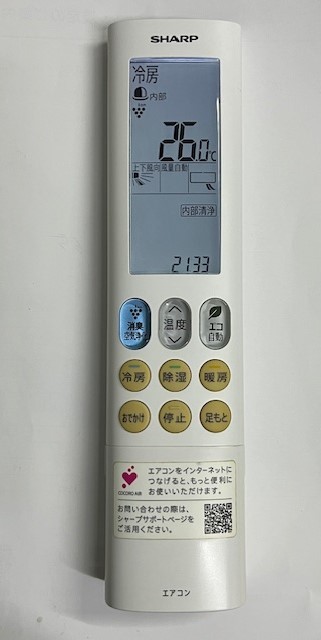 SHARP
冷房
内部
26.0℃
上下風向 風量自動
内部清浄
2133
消臭
温度
エコ
自動
冷房
除湿
暖房
おでかけ
停止
足もと
エアコンをインターネットに
つなげると、もっと便利に
お使いいただけます。
COCORO AIR
お問い合わせの際は、
シャープサポートページを
ご活用ください。
エアコン